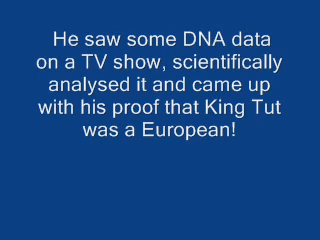 He saw some DNA data
on a TV show, scientifically
analysed it and came up
with his proof that King Tut
was a European!